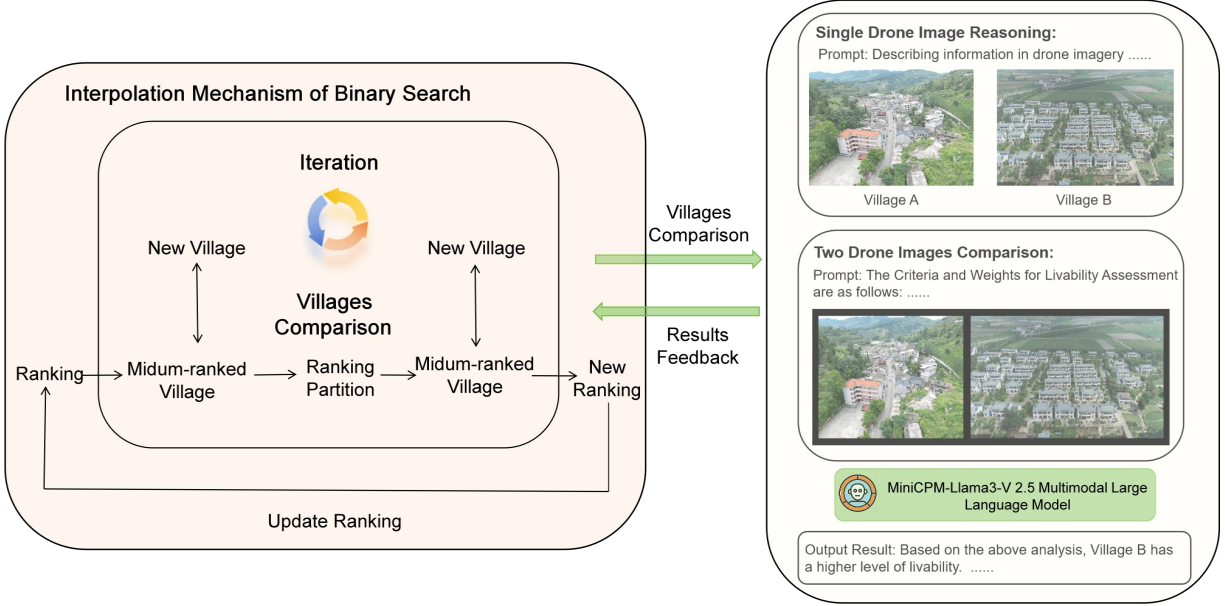 Interpolation Mechanism of Binary Search
Iteration
New Village
New Village
Villages
Comparison
Ranking
Midum-ranked
Village
Ranking
Partition
Midum-ranked
Village
New
Ranking
Update Ranking
Villages
Comparison
Results
Feedback
Single Drone Image Reasoning:
Prompt: Describing information in drone imagery ......
Village A
Village B
Two Drone Images Comparison:
Prompt: The Criteria and Weights for Livability Assessment
are as follows: ......
MiniCPM-Llama3-V 2.5 Multimodal Large
Language Model
Output Result: Based on the above analysis, Village B has
a higher level of livability. ......